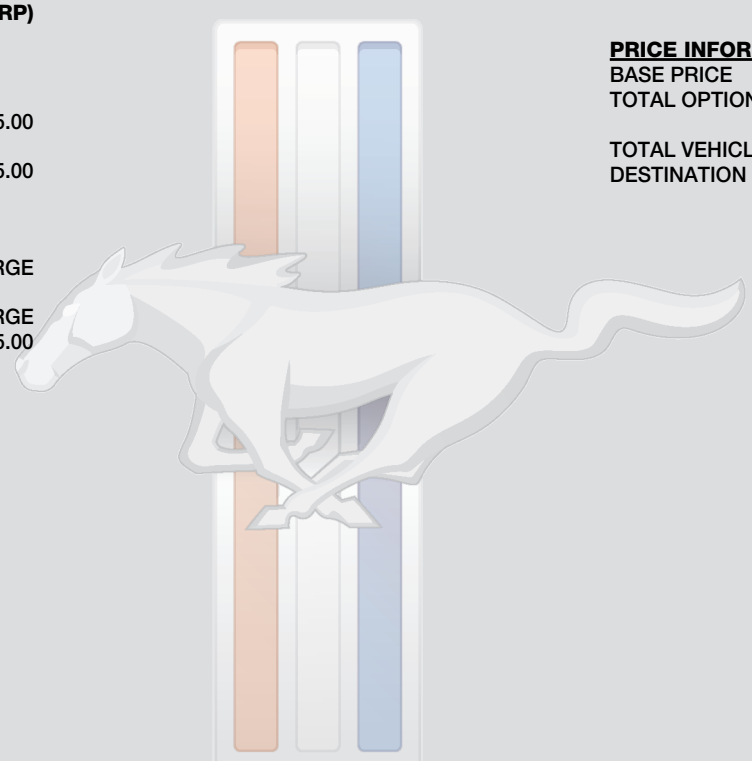 RP)
5.00
5.00
RGE
RGE
5.00
PRICE INFOR
BASE PRICE
TOTAL OPTION
TOTAL VEHICL
DESTINATION